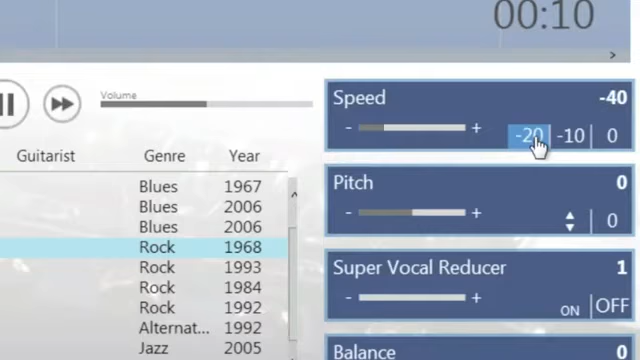 00:10
Volume
Speed -40
- + -20 -10 0
Guitarist Genre Year
Blues 1967
Blues 2006
Blues 2006
Rock 1968
Rock 1993
Rock 1984
Rock 1992
Alternat... 1992
Jazz 2005
Pitch 0
- + 0
Super Vocal Reducer 1
- + ON OFF
Balance